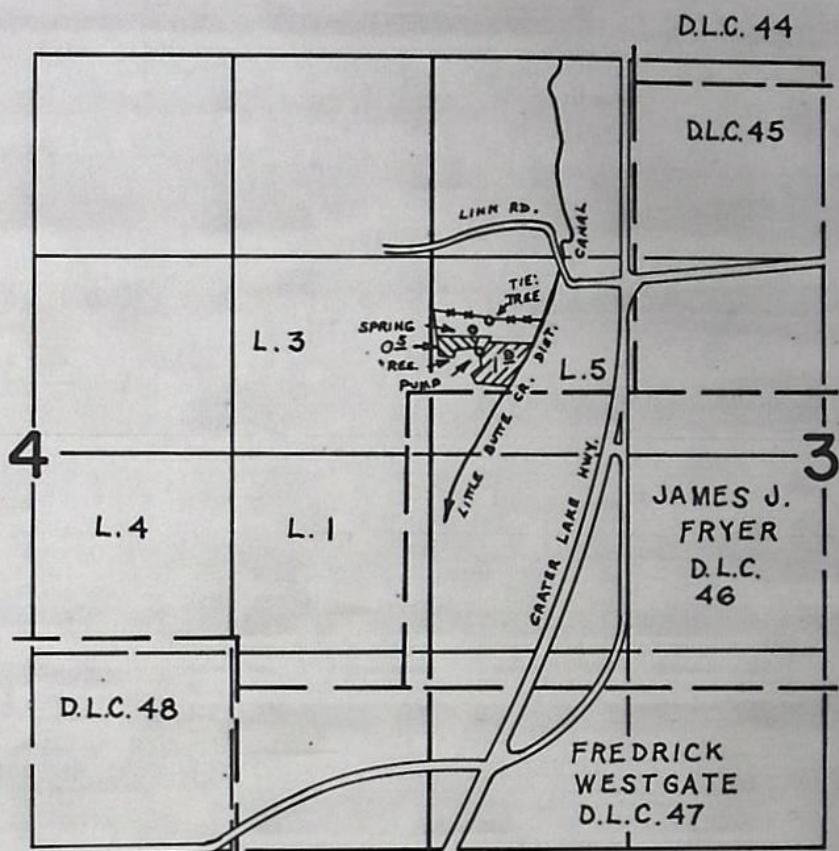 D.L.C. 44
D.L.C. 45
LINN RD.
CANAL
TIE:
TREE
SPRING
L. 3
O S
REE.
PUMP
D
L. 5
LITTLE BUTTE CR. DIST.
4
3
CRATER LAKE HWY.
JAMES J.
FRYER
D.L.C.
46
L. 4
L. 1
D.L.C. 48
FREDRICK
WESTGATE
D.L.C. 47